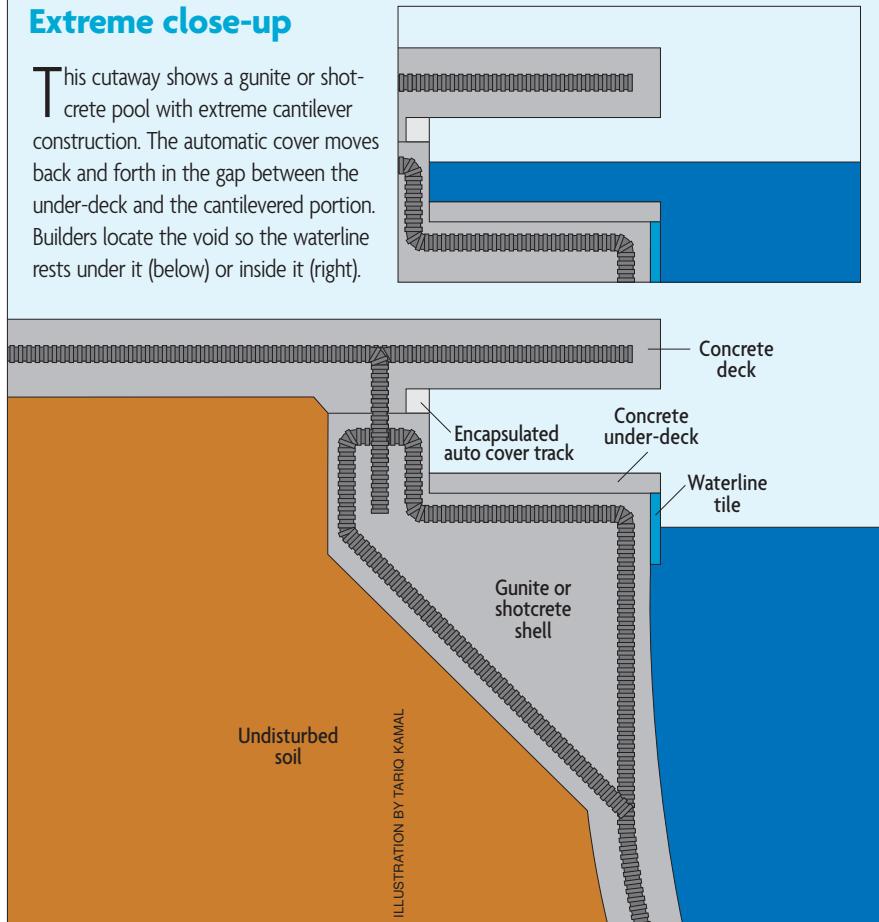 Extreme close-up
This cutaway shows a gunite or shot-
crete pool with extreme cantilever
construction. The automatic cover moves
back and forth in the gap between the
under-deck and the cantilevered portion.
Builders locate the void so the waterline
rests under it (below) or inside it (right).
Concrete
deck
Encapsulated
auto cover track
Concrete
under-deck
Waterline
tile
Gunite or
shotcrete
shell
Undisturbed
soil
ILLUSTRATION BY TARIQ KAMAL